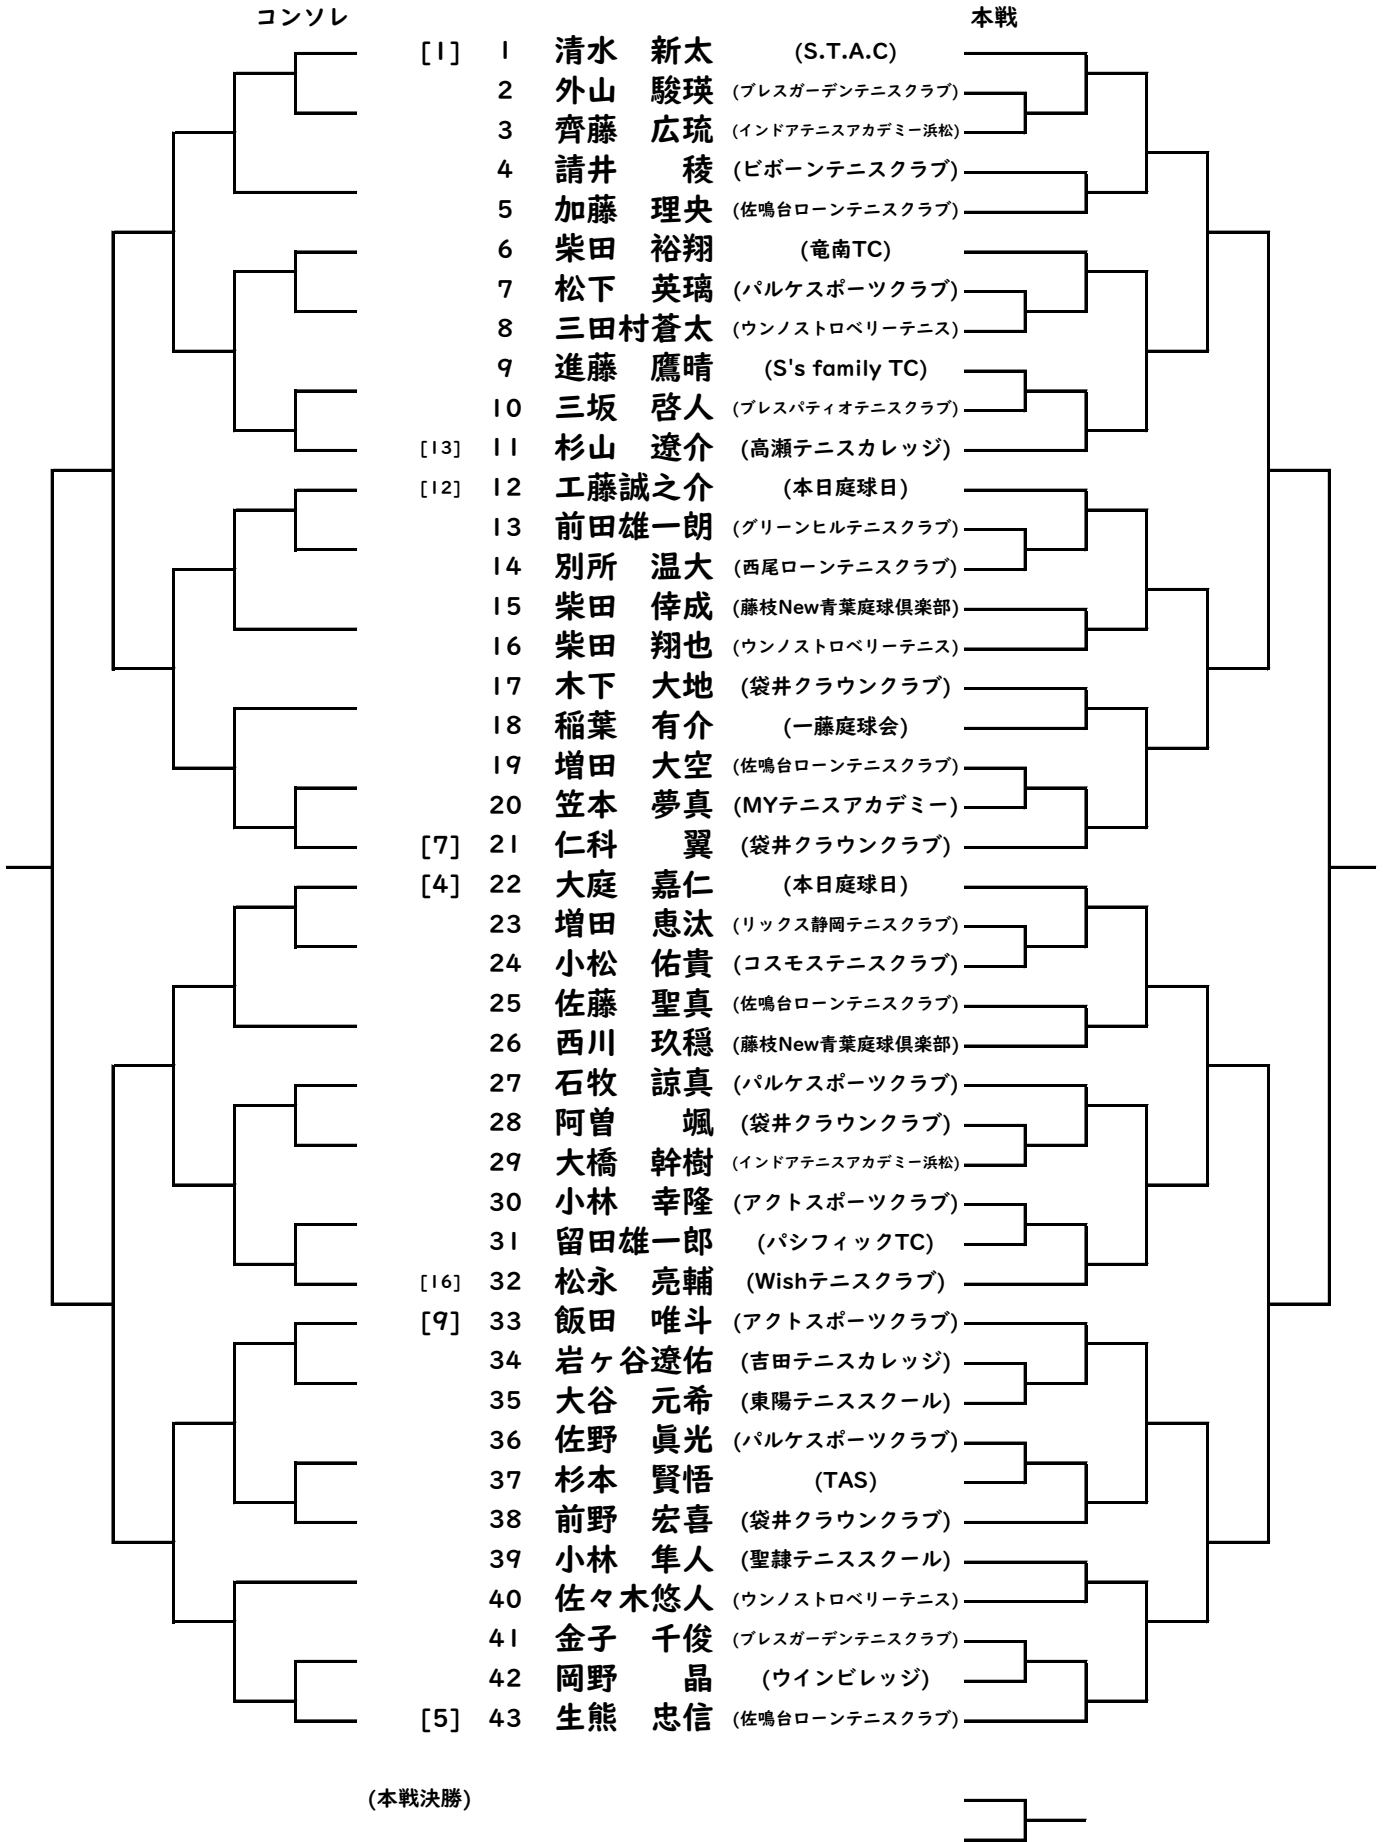 コンソレ 本戦
[1] 1 清水 新太 (S.T.A.C)
2 外山 駿瑛 (ブレスガーデンテニスクラブ)
3 齊藤 広琉 (インドアテニスアカデミー浜松)
4 請井 稜 (ビボーンテニスクラブ)
5 加藤 理央 (佐鳴台ローンテニスクラブ)
6 柴田 裕翔 (竜南TC)
7 松下 英璃 (パルケスポーツクラブ)
8 三田村蒼太 (ウンノストロベリーテニス)
9 進藤 鷹晴 (S's family TC)
10 三坂 啓人 (ブレスパティオテニスクラブ)
[13] 11 杉山 遼介 (高瀬テニスカレッジ)
[12] 12 工藤誠之介 (本日庭球日)
13 前田雄一朗 (グリーンヒルテニスクラブ)
14 別所 温大 (西尾ローンテニスクラブ)
15 柴田 倖成 (藤枝New青葉庭球倶楽部)
16 柴田 翔也 (ウンノストロベリーテニス)
17 木下 大地 (袋井クラウンクラブ)
18 稲葉 有介 (一藤庭球会)
19 増田 大空 (佐鳴台ローンテニスクラブ)
20 笠本 夢真 (MYテニスアカデミー)
[7] 21 仁科 翼 (袋井クラウンクラブ)
[4] 22 大庭 嘉仁 (本日庭球日)
23 増田 恵汰 (リックス静岡テニスクラブ)
24 小松 佑貴 (コスモステニスクラブ)
25 佐藤 聖真 (佐鳴台ローンテニスクラブ)
26 西川 玖穏 (藤枝New青葉庭球倶楽部)
27 石牧 諒真 (パルケスポーツクラブ)
28 阿曽 颯 (袋井クラウンクラブ)
29 大橋 幹樹 (インドアテニスアカデミー浜松)
30 小林 幸隆 (アクトスポーツクラブ)
31 留田雄一郎 (パシフィックTC)
[16] 32 松永 亮輔 (Wishテニスクラブ)
[9] 33 飯田 唯斗 (アクトスポーツクラブ)
34 岩ヶ谷遼佑 (吉田テニスカレッジ)
35 大谷 元希 (東陽テニススクール)
36 佐野 眞光 (パルケスポーツクラブ)
37 杉本 賢悟 (TAS)
38 前野 宏喜 (袋井クラウンクラブ)
39 小林 隼人 (聖隷テニススクール)
40 佐々木悠人 (ウンノストロベリーテニス)
41 金子 千俊 (ブレスガーデンテニスクラブ)
42 岡野 晶 (ウインビレッジ)
[5] 43 生熊 忠信 (佐鳴台ローンテニスクラブ)
(本戦決勝)